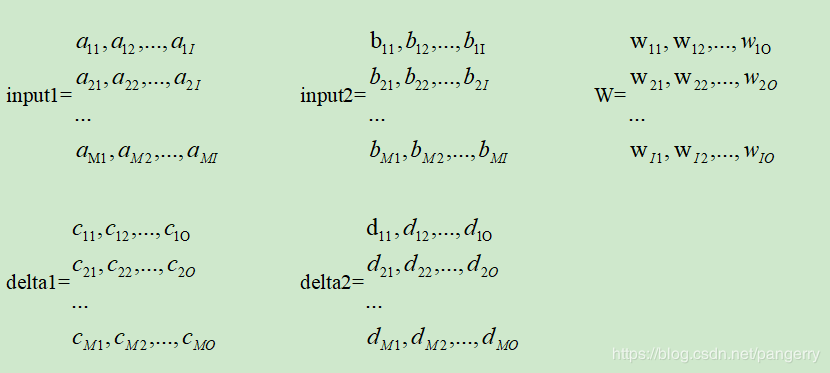 a11, a12,..., a1I
b11, b12,..., b1I
w11, w12,..., w1O
input1= a21, a22,..., a2I
input2= b21, b22,..., b2I
W= w21, w22,..., w2O
...
...
...
aM1, aM2,..., aMI
bM1, bM2,..., bMI
wI1, wI2,..., wIO
c11, c12,..., c1O
d11, d12,..., d1O
delta1= c21, c22,..., c2O
delta2= d21, d22,..., d2O
...
...
cM1, cM2,..., cMO
dM1, dM2,..., dMO
https://blog.csdn.net/pangerry